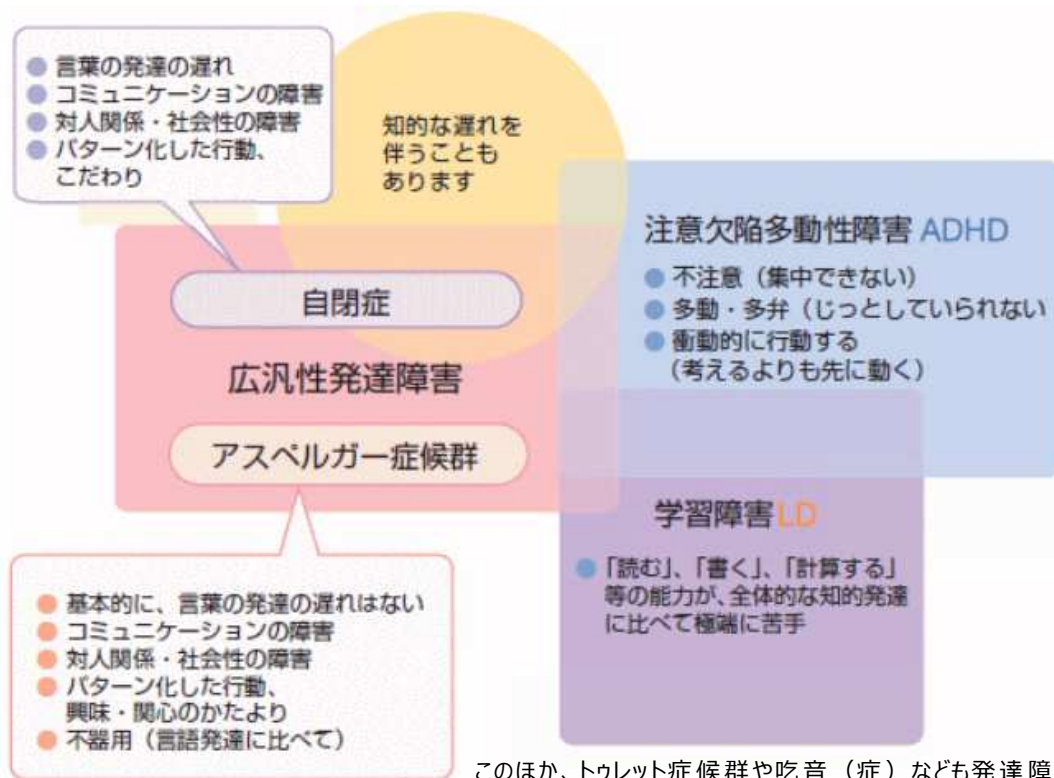 ● 言葉の発達の遅れ
● コミュニケーションの障害
● 対人関係・社会性の障害
● パターン化した行動、
こだわり
知的な遅れを
伴うことも
あります
自閉症
広汎性発達障害
アスペルガー症候群
注意欠陥多動性障害 ADHD
● 不注意（集中できない）
● 多動・多弁（じっとしていられない
● 衝動的に行動する
（考えるよりも先に動く）
学習障害 LD
● 「読む」、「書く」、「計算する」
等の能力が、全体的な知的発達
に比べて極端に苦手
● 基本的に、言葉の発達の遅れはない
● コミュニケーションの障害
● 対人関係・社会性の障害
● パターン化した行動、
興味・関心のかたより
● 不器用（言語発達に比べて）
このほか、トゥレット症候群や吃音（症）なども発達障